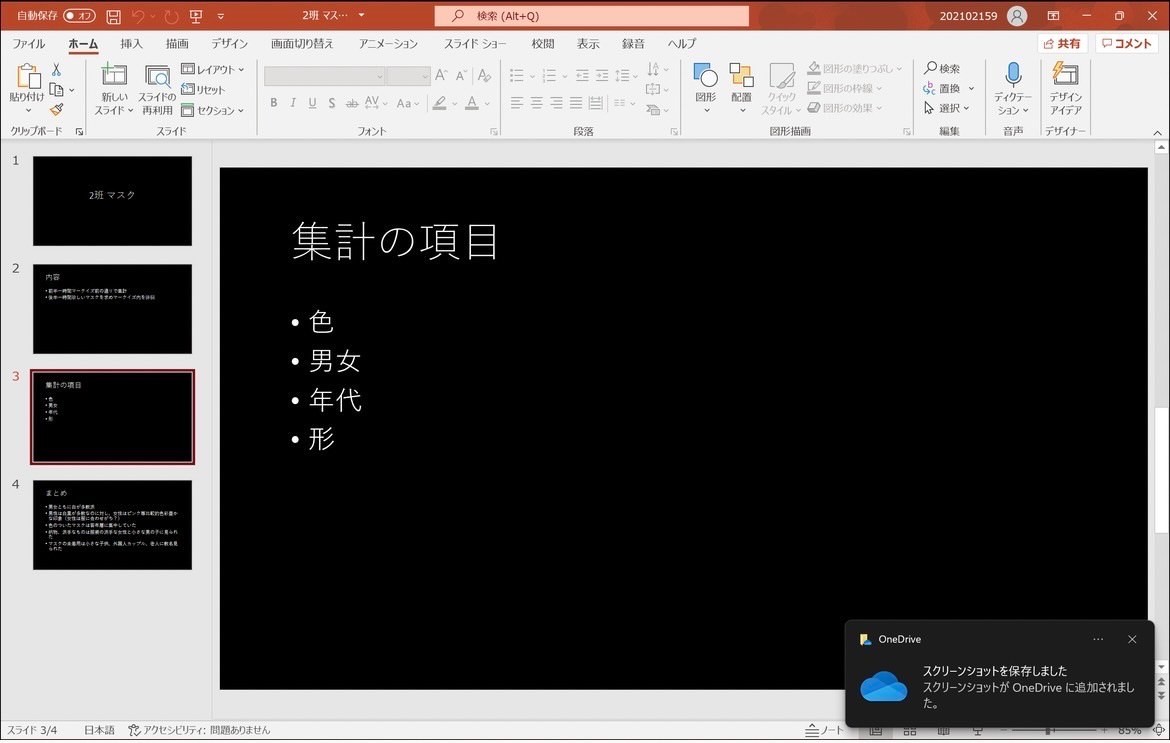 自動保存 オフ
2班 マス…
検索 (Alt+Q)
202102159
ファイル ホーム 挿入 描画 デザイン 画面切り替え アニメーション スライド ショー 校閲 表示 録音 ヘルプ
共有 コメント
貼り付け
クリップボード
新しい
スライド
スライドの
再利用
レイアウト
リセット
セクション
スライド
B I U S ab AV Aa A
フォント
段落
図形
配置
クイック
スタイル
図形の塗りつぶし
図形の枠線
図形の効果
図形描画
検索
置換
選択
編集
ディクテー
ション
音声
デザイン
アイデア
デザイナー
1
2班 マスク
2
内容
3
集計の項目
• 色
• 男女
• 年代
• 形
4
まとめ
• 男女ともに白が多数派
集計の項目
• 色
• 男女
• 年代
• 形
OneDrive
スクリーンショットを保存しました
スクリーンショットが OneDrive に追加されまし
た。
スライド 3/4 日本語 アクセシビリティ: 問題ありません
ノート
85%